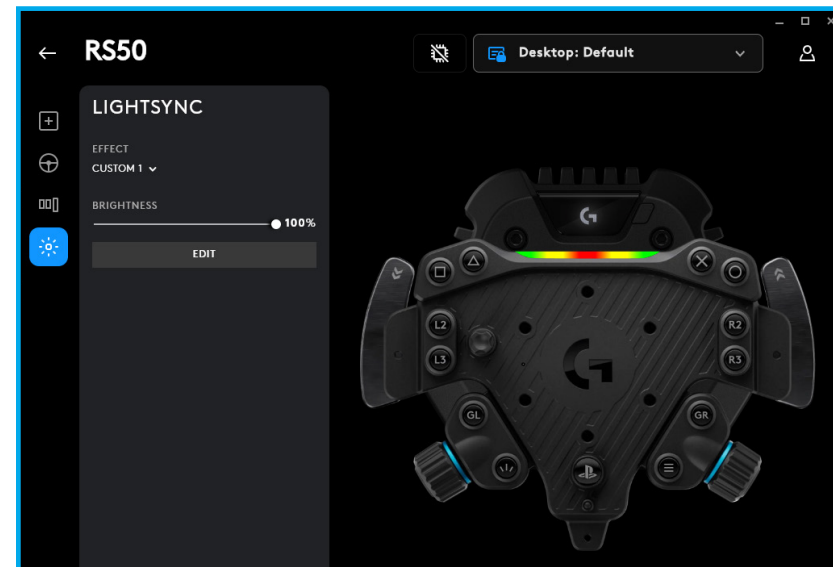 RS50
Desktop: Default
LIGHTSYNC
EFFECT
CUSTOM 1
BRIGHTNESS
100%
EDIT
L2
R2
L3
R3
GL
GR